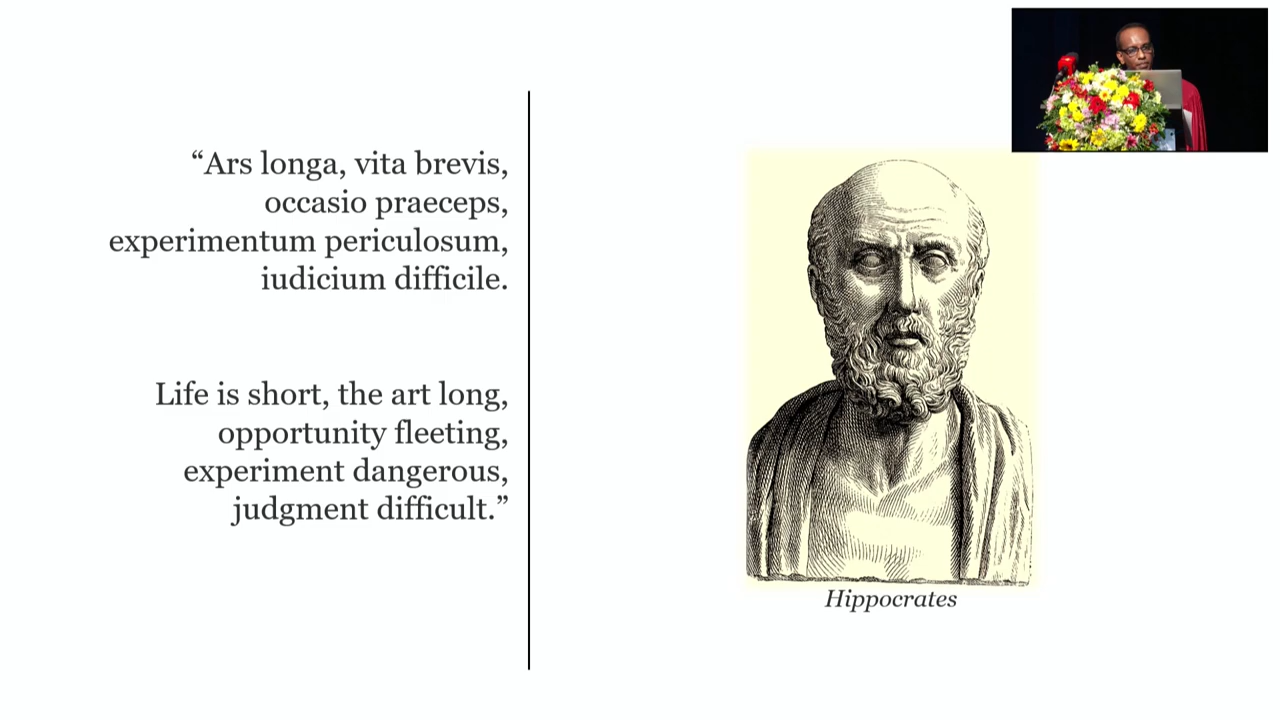 “Ars longa, vita brevis,
occasio praeceps,
experimentum periculosum,
iudicium difficile.
Life is short, the art long,
opportunity fleeting,
experiment dangerous,
judgment difficult.”
Hippocrates